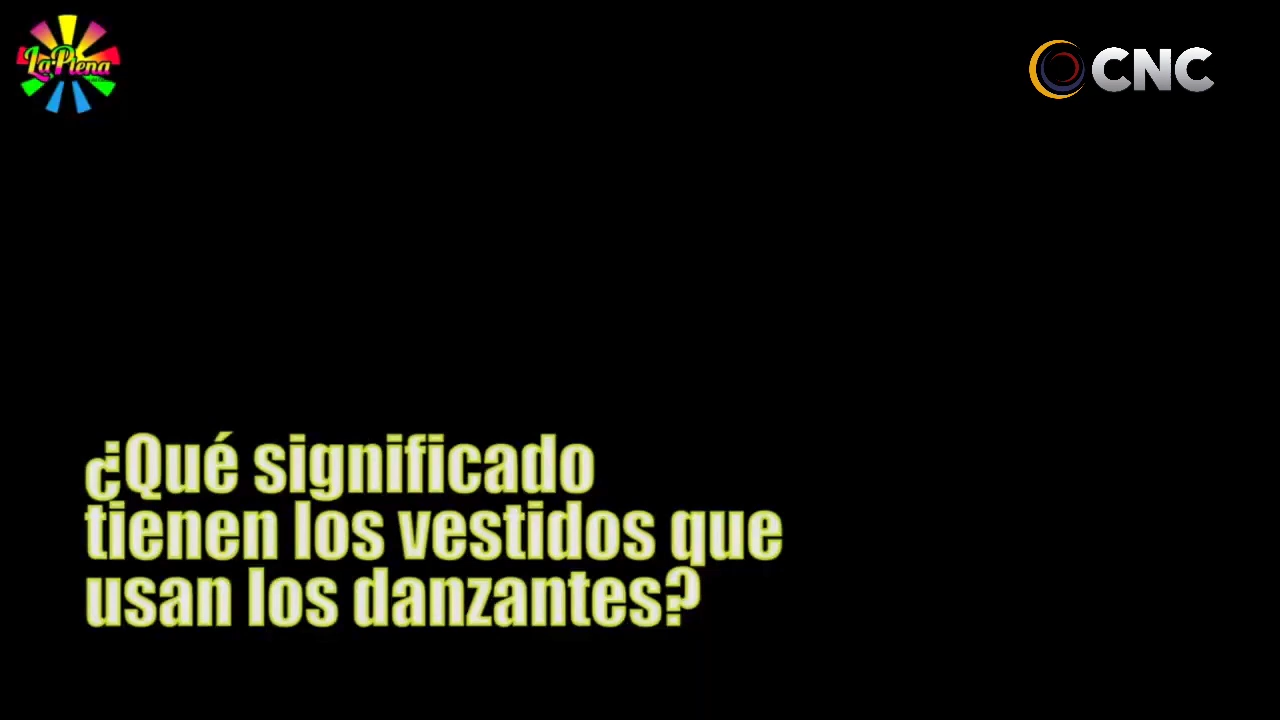 La Plena
CNC
¿Qué significado
tienen los vestidos que
usan los danzantes?